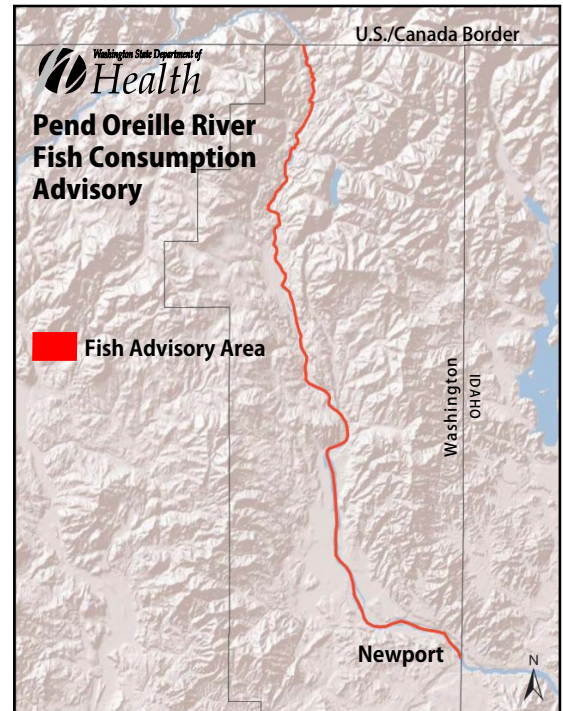 U.S./Canada Border
Washington State Department of
Health
Pend Oreille River
Fish Consumption
Advisory
Fish Advisory Area
Washington
IDAHO
Newport
N